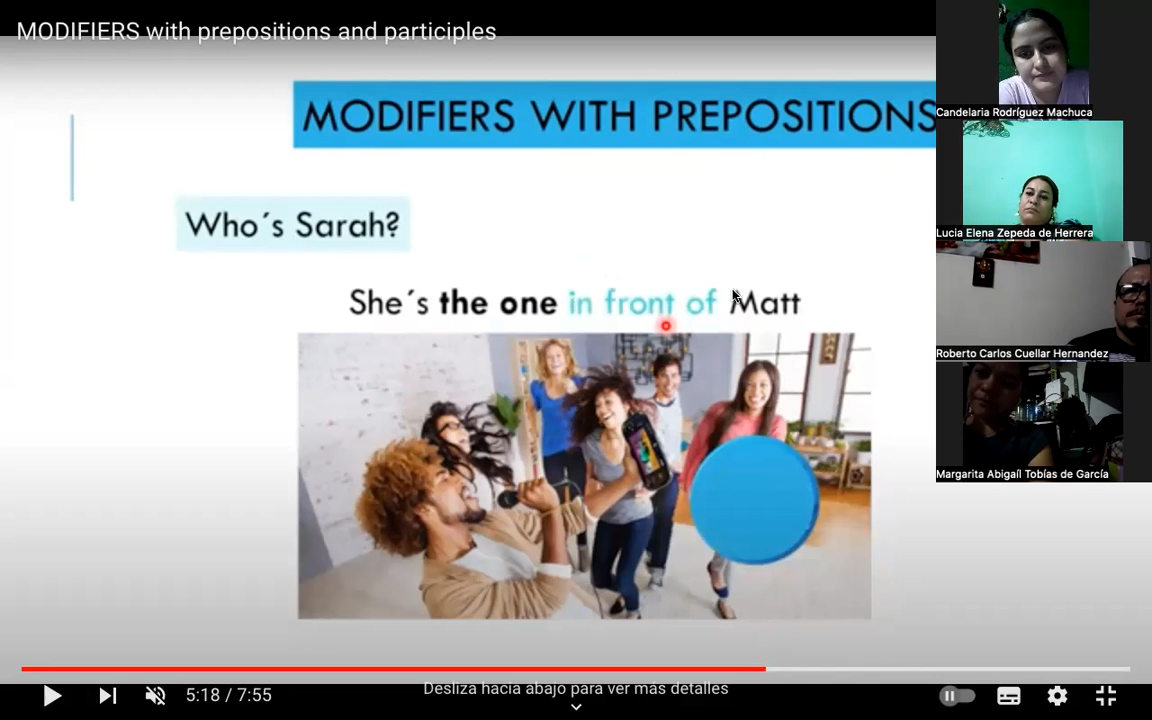 MODIFIERS with prepositions and participles
MODIFIERS WITH PREPOSITIONS
Who´s Sarah?
She´s the one in front of Matt
Candelaria Rodríguez Machuca
Lucia Elena Zepeda de Herrera
Roberto Carlos Cuellar Hernandez
Margarita Abigaíl Tobías de García
5:18 / 7:55
Desliza hacia abajo para ver más detalles